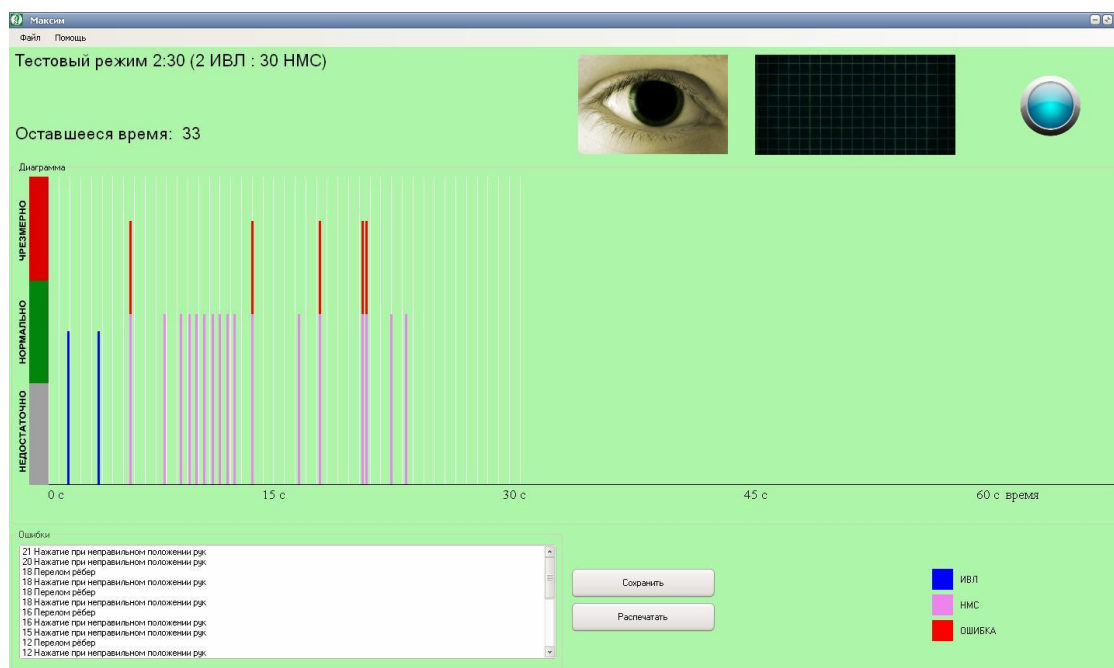 Максим
Файл Помощь
Тестовый режим 2:30 (2 ИВЛ : 30 НМС)
Оставшееся время: 33
Диаграмма
ЧРЕЗМЕРНО
НОРМАЛЬНО
НЕДОСТАТОЧНО
0 с 15 с 30 с 45 с 60 с время
Ошибки
21 Нажатие при неправильном положении рук
20 Нажатие при неправильном положении рук
18 Перелом рёбер
18 Нажатие при неправильном положении рук
18 Перелом рёбер
18 Нажатие при неправильном положении рук
16 Перелом рёбер
16 Нажатие при неправильном положении рук
15 Нажатие при неправильном положении рук
12 Перелом рёбер
12 Нажатие при неправильном положении рук
Сохранить
Распечатать
ИВЛ
НМС
ОШИБКА